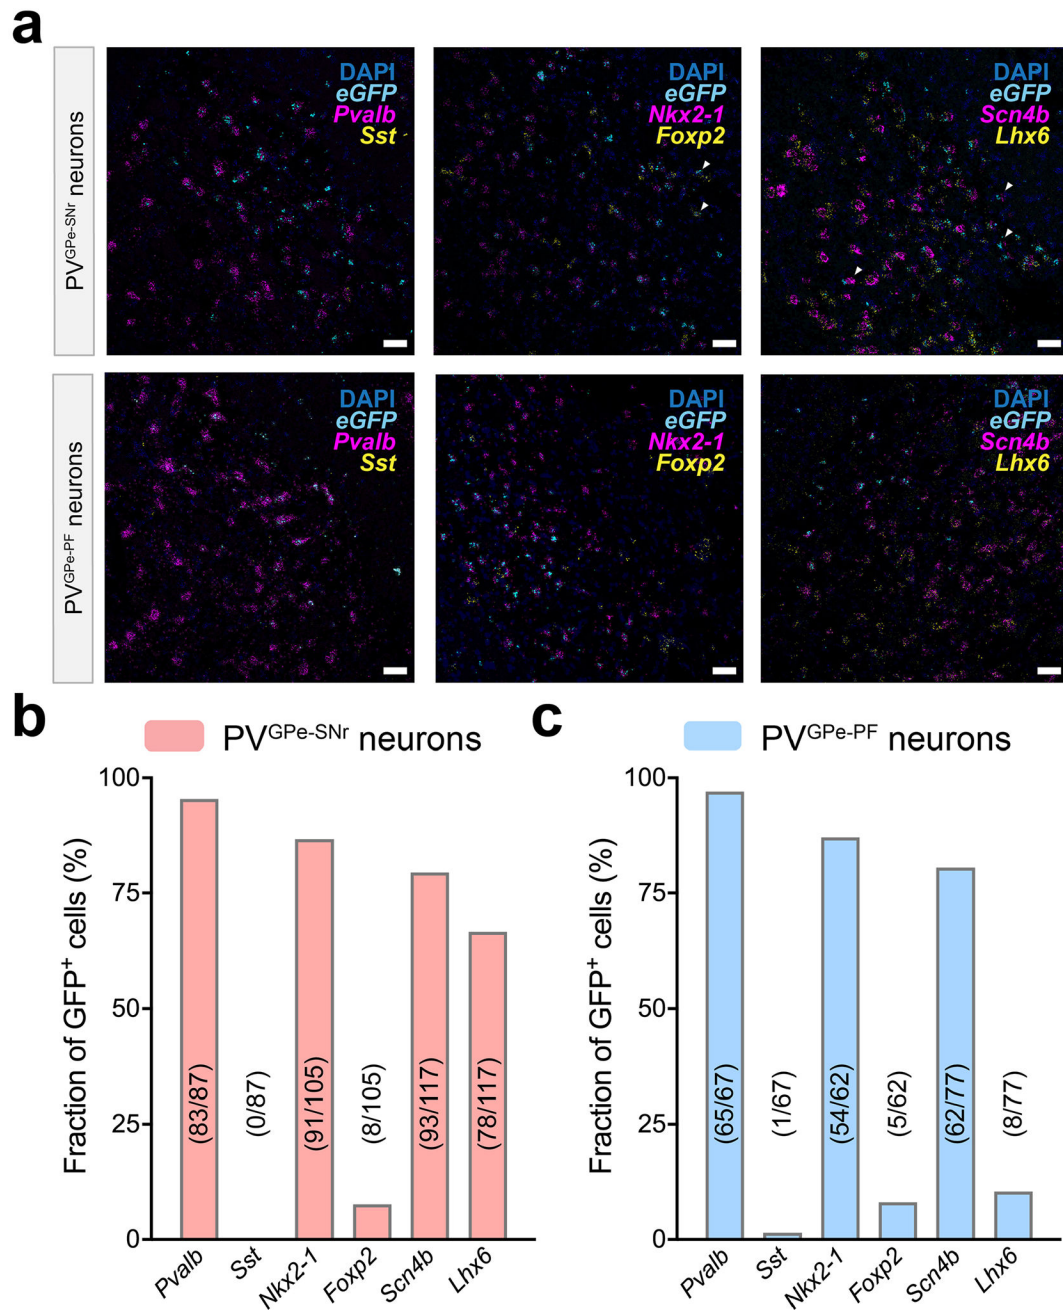 a
PV^GPe-SNr neurons
DAPI
eGFP
Pvalb
Sst
DAPI
eGFP
Nkx2-1
Foxp2
DAPI
eGFP
Scn4b
Lhx6
PV^GPe-PF neurons
DAPI
eGFP
Pvalb
Sst
DAPI
eGFP
Nkx2-1
Foxp2
DAPI
eGFP
Scn4b
Lhx6
b
PV^GPe-SNr neurons
Fraction of GFP⁺ cells (%)
100
75
50
25
0
(83/87)
(0/87)
(91/105)
(8/105)
(93/117)
(78/117)
Pvalb
Sst
Nkx2-1
Foxp2
Scn4b
Lhx6
c
PV^GPe-PF neurons
Fraction of GFP⁺ cells (%)
100
75
50
25
0
(65/67)
(1/67)
(54/62)
(5/62)
(62/77)
(8/77)
Pvalb
Sst
Nkx2-1
Foxp2
Scn4b
Lhx6